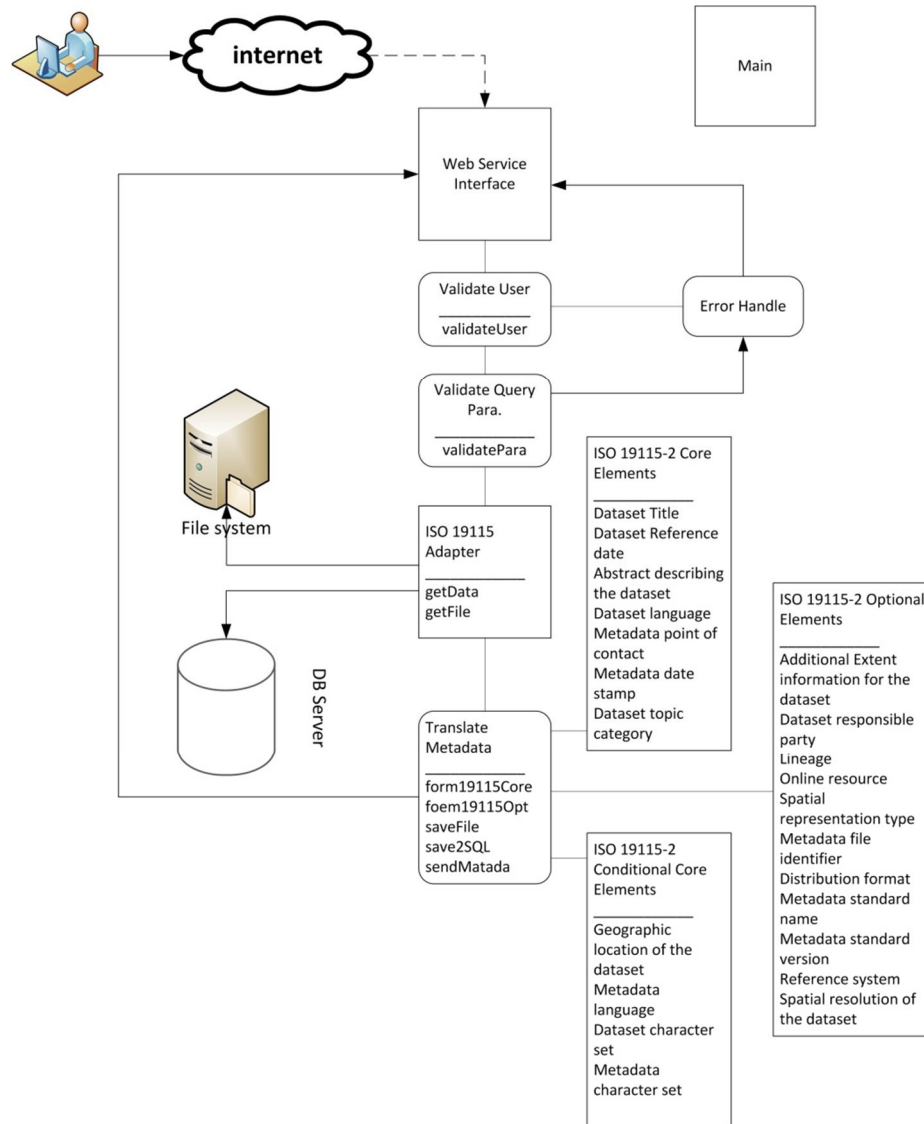 internet
Main
Web Service
Interface
Validate User
validateUser
Error Handle
Validate Query
Para.
validatePara
File system
ISO 19115
Adapter
getData
getFile
DB Server
Translate
Metadata
form19115Core
foem19115Opt
saveFile
save2SQL
sendMatada
ISO 19115-2 Core
Elements
Dataset Title
Dataset Reference
date
Abstract describing
the dataset
Dataset language
Metadata point of
contact
Metadata date
stamp
Dataset topic
category
ISO 19115-2 Optional
Elements
Additional Extent
information for the
dataset
Dataset responsible
party
Lineage
Online resource
Spatial
representation type
Metadata file
identifier
Distribution format
Metadata standard
name
Metadata standard
version
Reference system
Spatial resolution of
the dataset
ISO 19115-2
Conditional Core
Elements
Geographic
location of the
dataset
Metadata
language
Dataset character
set
Metadata
character set